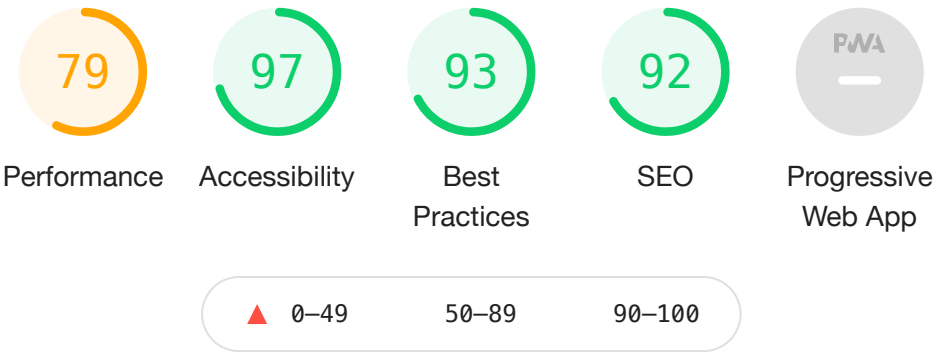 79 97 93 92 PWA
Performance Accessibility Best Practices SEO Progressive Web App
0–49 50–89 90–100